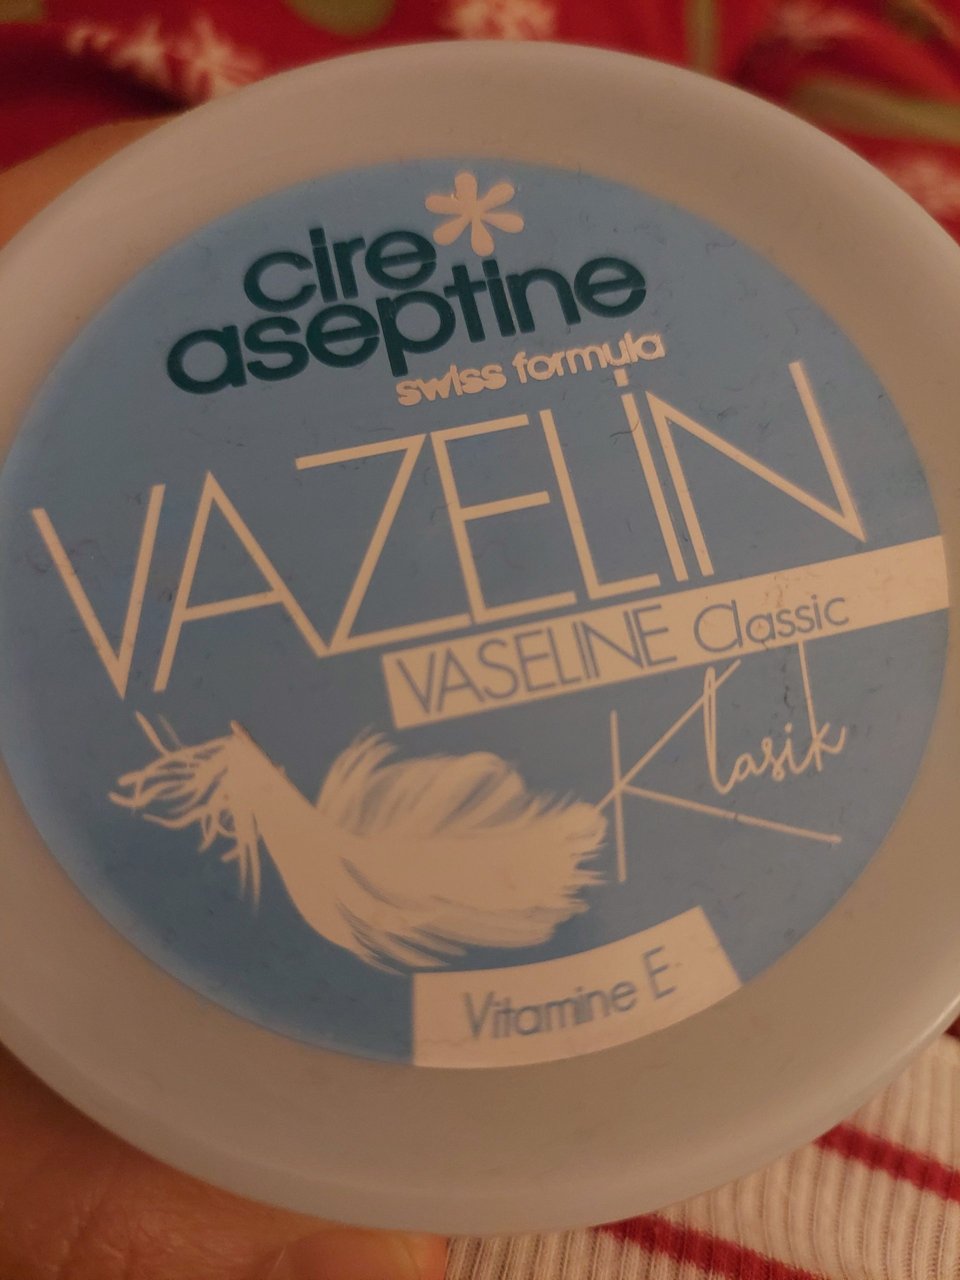 cire
aseptine
swiss formula
VAZELİN
VASELINE Classic
Klasik
Vitamine E